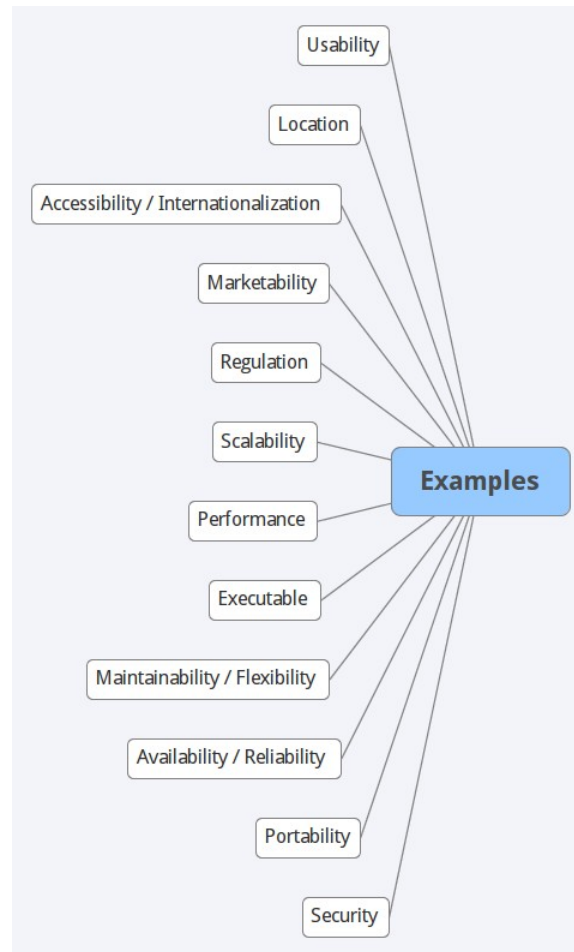 Usability
Location
Accessibility / Internationalization
Marketability
Regulation
Scalability
Examples
Performance
Executable
Maintainability / Flexibility
Availability / Reliability
Portability
Security